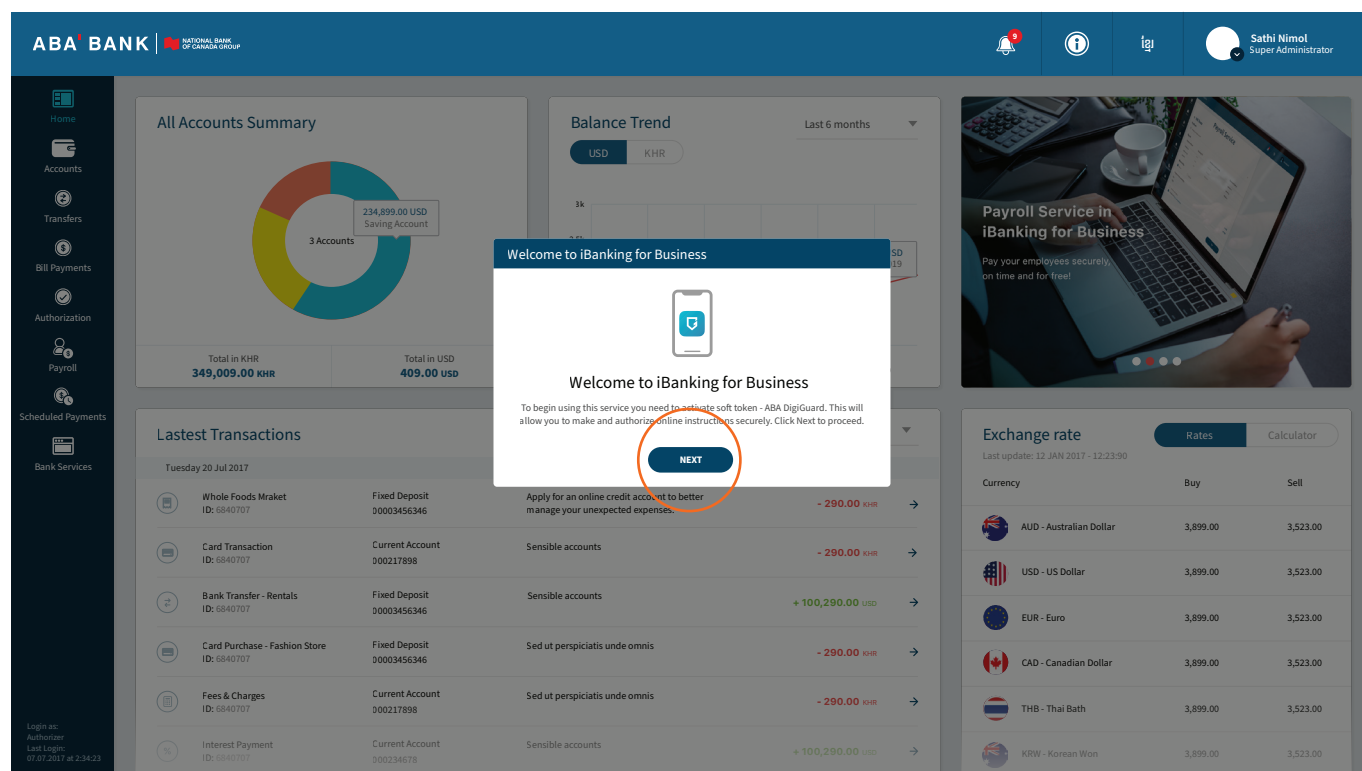 ABA' BANK
NATIONAL BANK
OF CANADA GROUP
9
ខ្មែរ
Sathi Nimol
Super Administrator
Home
Accounts
Transfers
Bill Payments
Authorization
Payroll
Scheduled Payments
Bank Services
Login as:
Authorizer
Last Login:
07.07.2017 at 2:34:23
All Accounts Summary
234,899.00 USD
Saving Account
3 Accounts
Total in KHR
349,009.00 KHR
Total in USD
409.00 USD
Balance Trend
Last 6 months
USD
KHR
3k
SD
19
Payroll Service in
iBanking for Business
Pay your employees securely,
on time and for free!
Welcome to iBanking for Business
Welcome to iBanking for Business
To begin using this service you need to activate soft token - ABA DigiGuard. This will
allow you to make and authorize online instructions securely. Click Next to proceed.
NEXT
Lastest Transactions
Tuesday 20 Jul 2017
Whole Foods Mraket
ID: 6840707
Fixed Deposit
00003456346
Apply for an online credit account to better
manage your unexpected expenses.
- 290.00 KHR
Card Transaction
ID: 6840707
Current Account
000217898
Sensible accounts
- 290.00 KHR
Bank Transfer - Rentals
ID: 6840707
Fixed Deposit
00003456346
Sensible accounts
+ 100,290.00 USD
Card Purchase - Fashion Store
ID: 6840707
Fixed Deposit
00003456346
Sed ut perspiciatis unde omnis
- 290.00 KHR
Fees & Charges
ID: 6840707
Current Account
000217898
Sed ut perspiciatis unde omnis
- 290.00 KHR
Interest Payment
ID: 6840707
Current Account
000234678
Sensible accounts
+ 100,290.00 USD
Exchange rate
Rates
Calculator
Last update: 12 JAN 2017 - 12:23:90
Currency
Buy
Sell
AUD - Australian Dollar
3,899.00
3,523.00
USD - US Dollar
3,899.00
3,523.00
EUR - Euro
3,899.00
3,523.00
CAD - Canadian Dollar
3,899.00
3,523.00
THB - Thai Bath
3,899.00
3,523.00
KRW - Korean Won
3,899.00
3,523.00